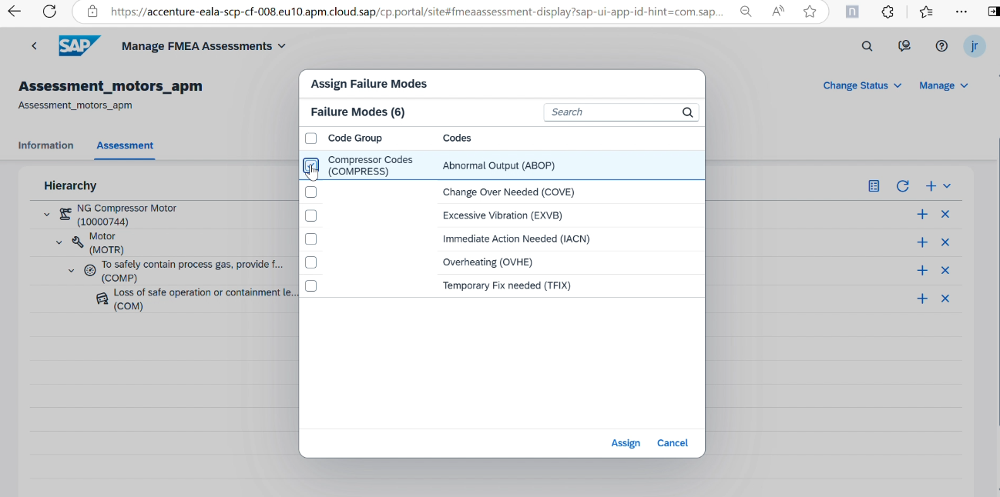 https://accenture-eala-scp-cf-008.eu10.apm.cloud.sap/cp.portal/site#fmeaassessment-display?sap-ui-app-id-hint=com.sap...
SAP
Manage FMEA Assessments
jr
Assessment_motors_apm
Assessment_motors_apm
Change Status
Manage
Information
Assessment
Hierarchy
NG Compressor Motor
(10000744)
Motor
(MOTR)
To safely contain process gas, provide f...
(COMP)
Loss of safe operation or containment le...
(COM)
Assign Failure Modes
Failure Modes (6)
Search
Code Group
Codes
Compressor Codes
(COMPRESS)
Abnormal Output (ABOP)
Change Over Needed (COVE)
Excessive Vibration (EXVB)
Immediate Action Needed (IACN)
Overheating (OVHE)
Temporary Fix needed (TFIX)
Assign
Cancel